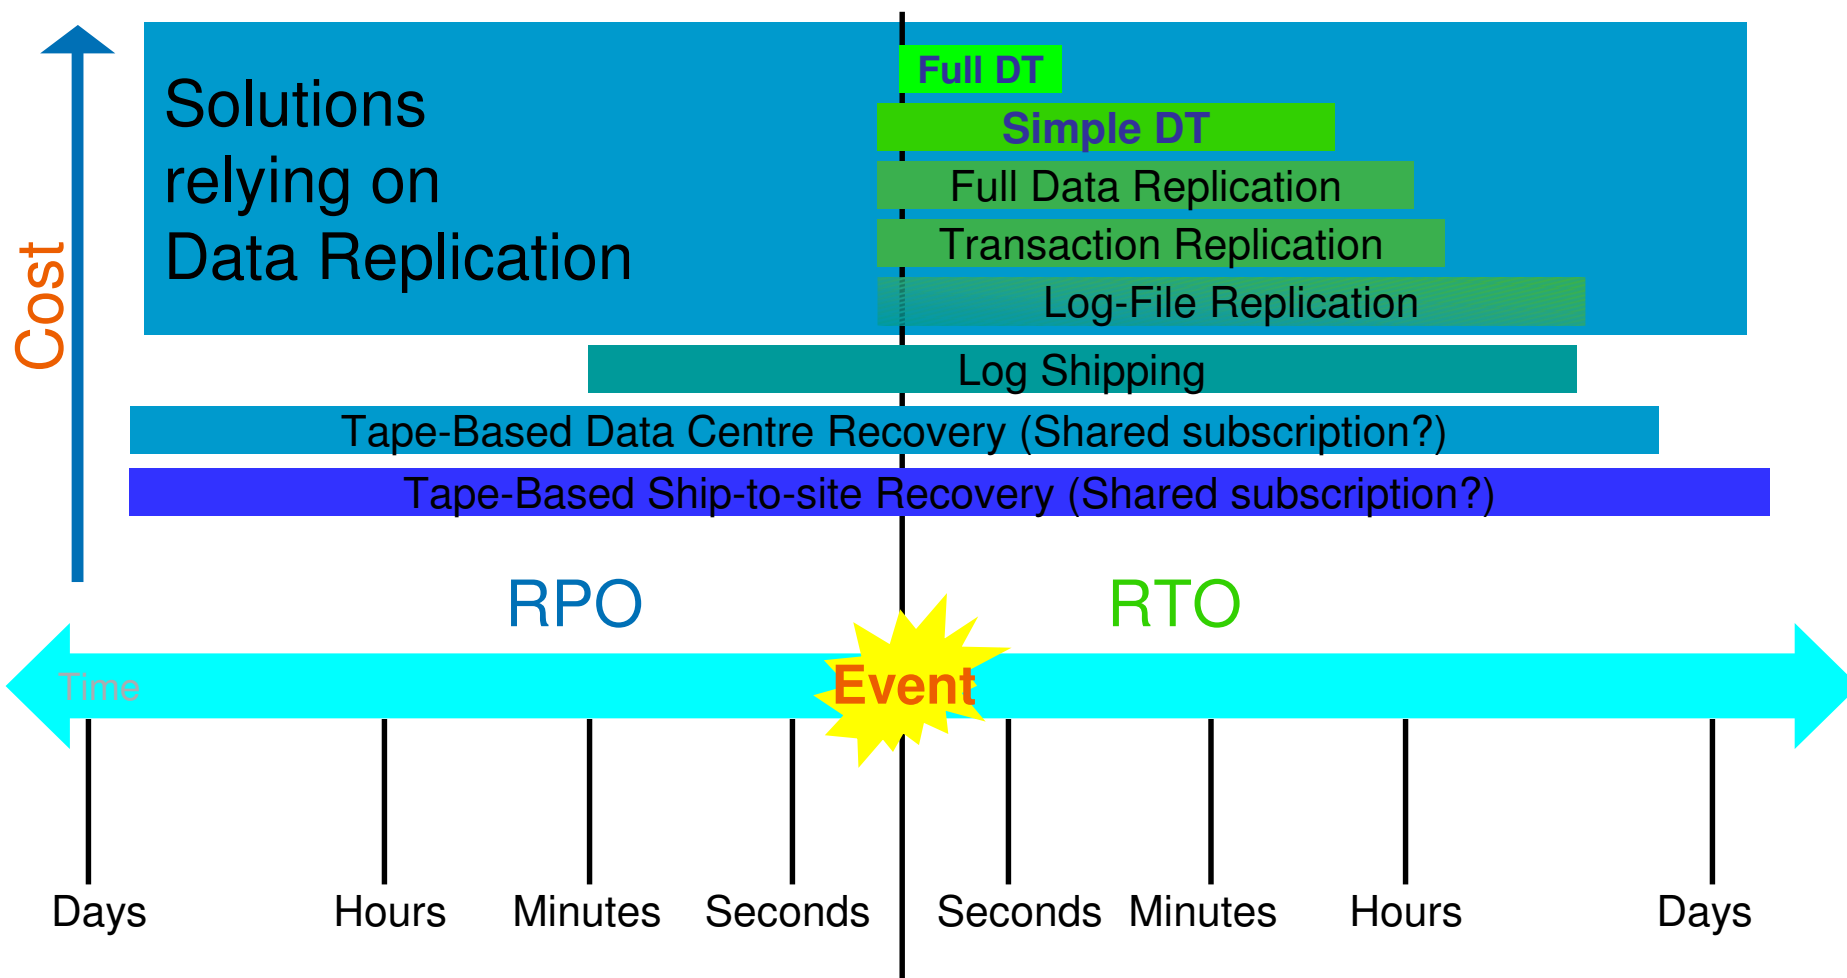 Full DT
Solutions
relying on
Data Replication
Simple DT
Full Data Replication
Transaction Replication
Log-File Replication
Cost
Log Shipping
Tape-Based Data Centre Recovery (Shared subscription?)
Tape-Based Ship-to-site Recovery (Shared subscription?)
RPO
RTO
Time
Event
Days
Hours
Minutes
Seconds
Seconds
Minutes
Hours
Days